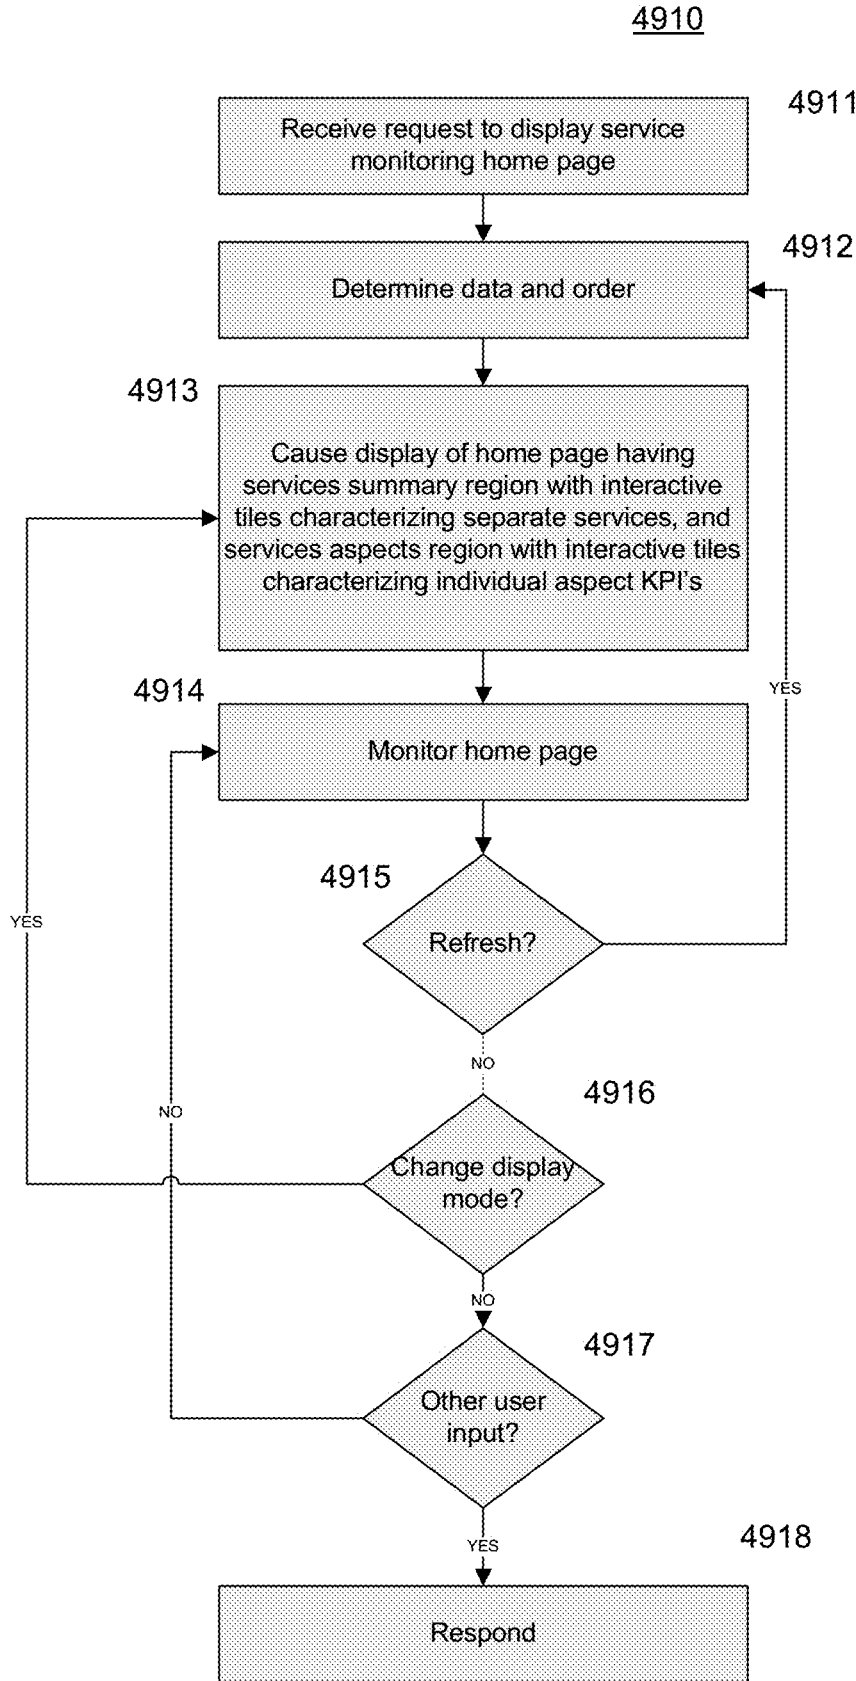 4910
4911
Receive request to display service
monitoring home page
4912
Determine data and order
4913
Cause display of home page having
services summary region with interactive
tiles characterizing separate services, and
services aspects region with interactive tiles
characterizing individual aspect KPI's
4914
YES
Monitor home page
4915
YES
Refresh?
NO
4916
NO
Change display
mode?
NO
4917
Other user
input?
YES
4918
Respond